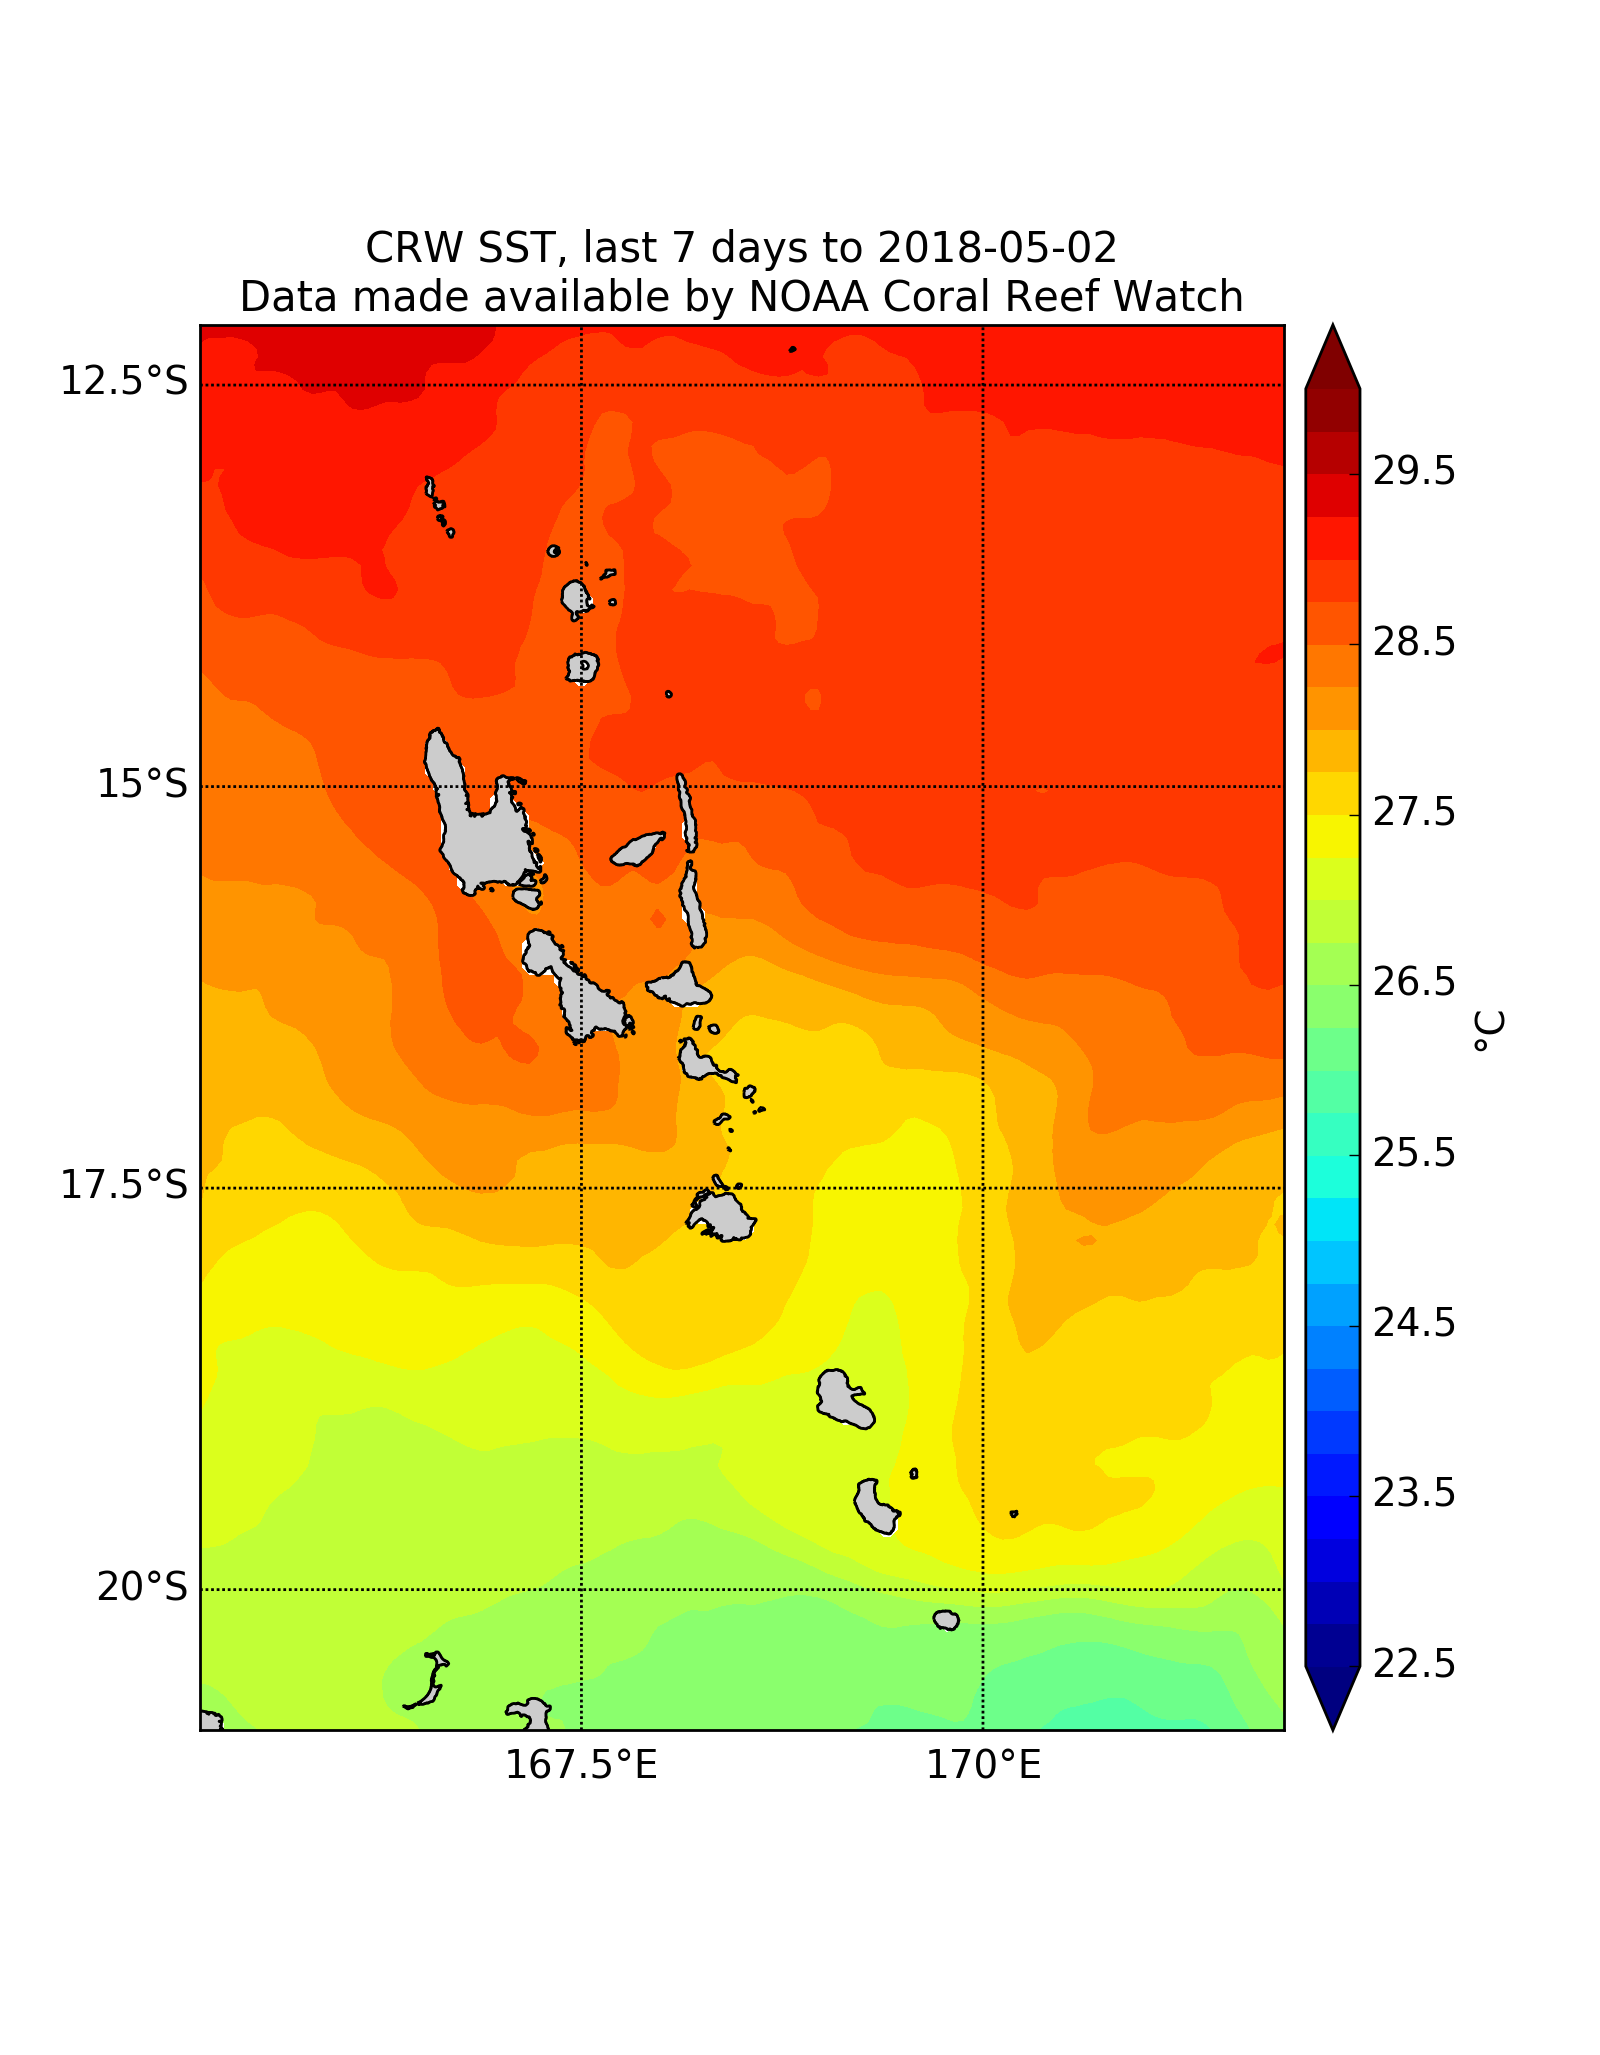 CRW SST, last 7 days to 2018-05-02
Data made available by NOAA Coral Reef Watch
12.5°S
15°S
17.5°S
20°S
167.5°E
170°E
29.5
28.5
27.5
26.5
25.5
24.5
23.5
22.5
°C